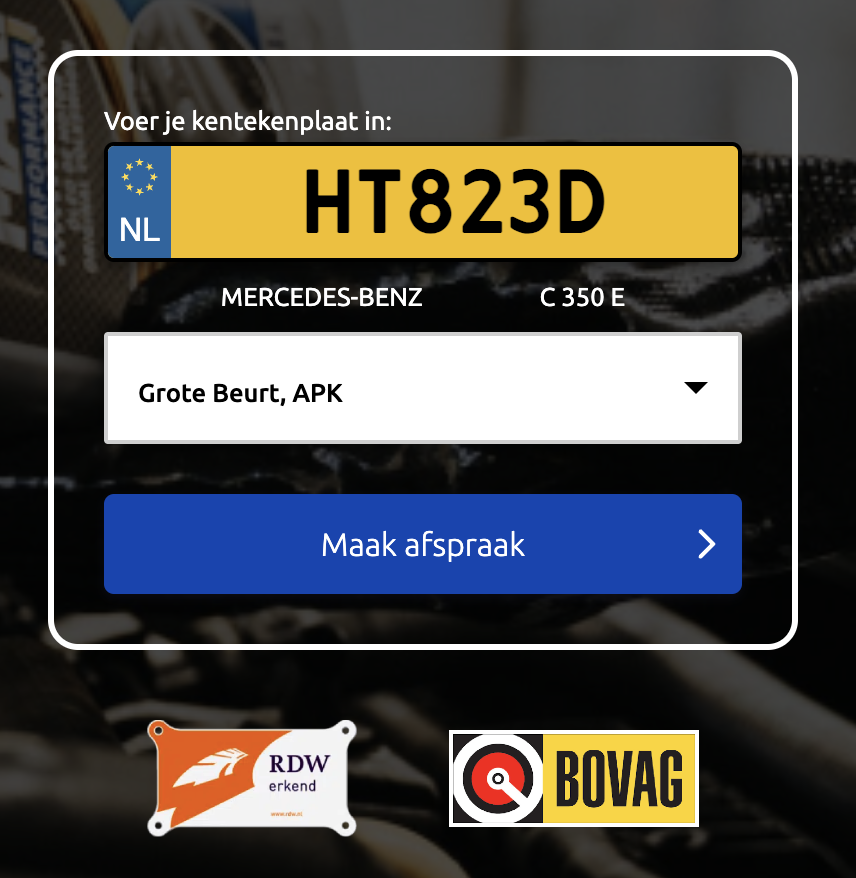 PERFORMANCE
Voer je kentekenplaat in:
NL
HT823D
MERCEDES-BENZ C 350 E
Grote Beurt, APK
Maak afspraak
RDW
erkend
www.rdw.nl
BOVAG